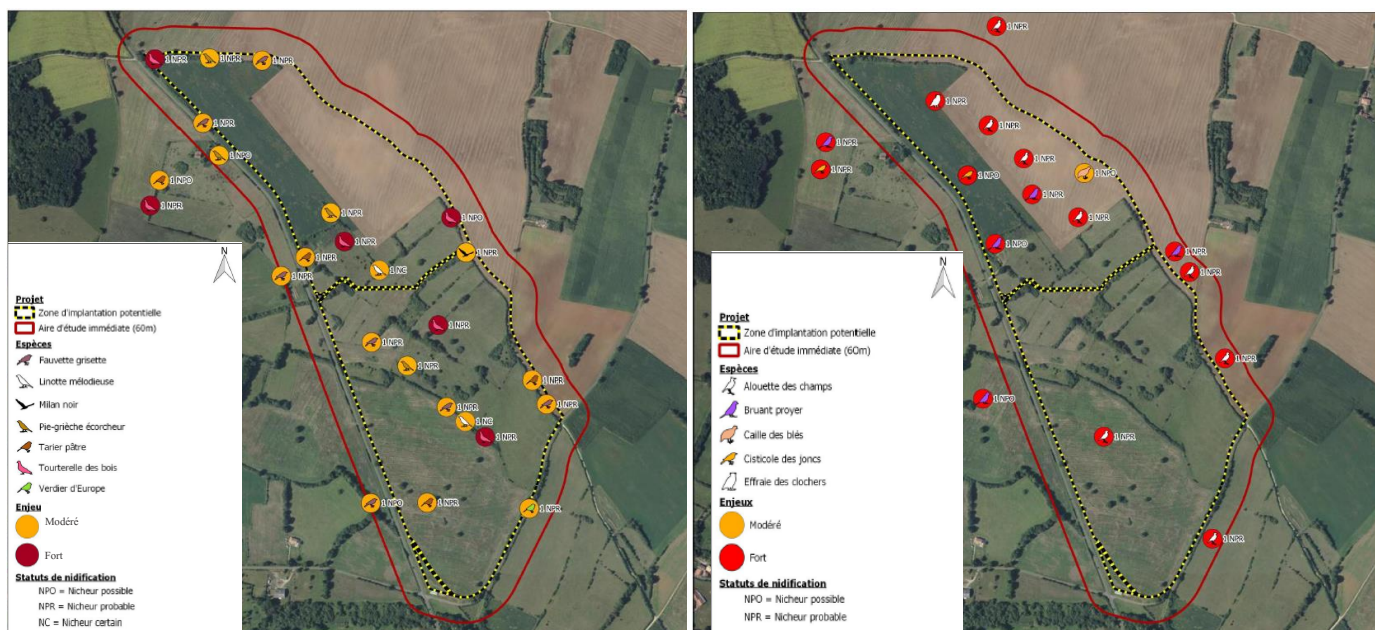 1 NPR
1 NPR
1 NPR
1 NPR
1 NPO
1 NPO
1 NPR
1 NPR
1 NPO
1 NPR
1 NPR
1 NPR
1 NC
1 NPR
1 NPR
1 NPR
1 NPR
1 NPR
1 NPR
1 NPR
1 NC
1 NPR
1 NPO
1 NPR
1 NPR
N
Projet
Zone d'implantation potentielle
Aire d'étude immédiate (60m)
Espèces
Fauvette grisette
Linotte mélodieuse
Milan noir
Pie-grièche écorcheur
Tarier pâtre
Tourterelle des bois
Verdier d'Europe
Enjeu
Modéré
Fort
Statuts de nidification
NPO = Nicheur possible
NPR = Nicheur probable
NC = Nicheur certain
1 NPR
1 NPR
1 NPR
1 NPR
1 NPR
1 NPR
1 NPO
1 NPO
1 NPR
1 NPR
1 NPO
1 NPR
1 NPR
1 NPR
1 NPO
1 NPR
1 NPR
N
Projet
Zone d'implantation potentielle
Aire d'étude immédiate (60m)
Espèces
Alouette des champs
Bruant proyer
Caille des blés
Cisticole des joncs
Effraie des clochers
Enjeux
Modéré
Fort
Statuts de nidification
NPO = Nicheur possible
NPR = Nicheur probable